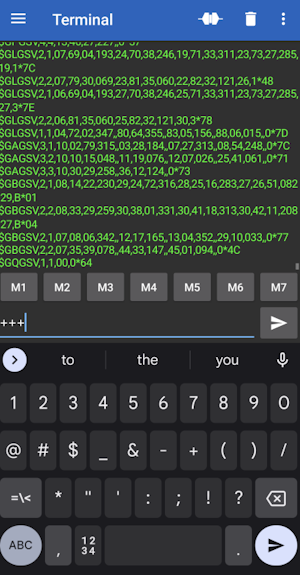 Terminal
$GLGSV,2,1,07,69,04,193,24,70,38,246,19,71,33,311,23,73,27,285,
19,1*7C
$GLGSV,2,2,07,79,30,069,23,81,35,060,22,82,32,121,26,1*48
$GLGSV,2,1,06,69,04,193,27,70,38,246,25,71,33,311,23,73,27,285,
27,3*7E
$GLGSV,2,2,06,81,35,060,25,82,32,121,30,3*78
$GLGSV,1,1,04,72,02,347,,80,64,355,,83,05,156,,88,06,015,,0*7D
$GAGSV,3,1,10,02,79,315,03,28,184,07,27,313,08,54,248,,0*7C
$GAGSV,3,2,10,10,15,048,,11,19,076,,12,07,026,,25,41,061,,0*71
$GAGSV,3,3,10,30,29,258,,36,12,124,,0*73
$GBGSV,2,1,08,14,22,230,29,24,72,316,28,25,16,283,27,26,51,082
29,B*01
$GBGSV,2,2,08,33,29,259,30,38,01,331,30,41,18,313,30,42,11,208
27,B*04
$GBGSV,2,1,07,08,06,342,,12,17,165,,13,04,352,,29,10,033,,0*77
$GBGSV,2,2,07,35,39,078,,44,33,147,,45,01,094,,0*4C
$GQGSV,1,1,00,0*64
M1 M2 M3 M4 M5 M6 M7
+++
to the you
1 2 3 4 5 6 7 8 9 0
@ # $ _ & - + ( ) /
=\< * " ' : ; ! ?
ABC , 12 .
34